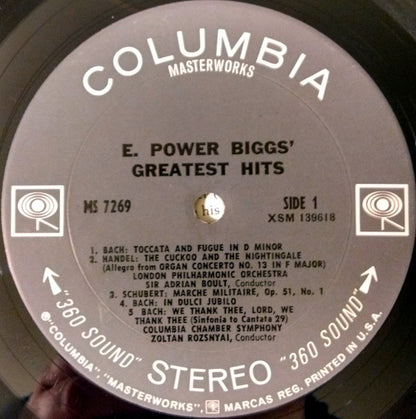 COLUMBIA
MASTERWORKS
E. POWER BIGGS'
GREATEST HITS
MS 7269
his
SIDE 1
XSM 139618
1. BACH: TOCCATA AND FUGUE IN D MINOR
2. HANDEL: THE CUCKOO AND THE NIGHTINGALE
(Allegro from ORGAN CONCERTO NO. 13 IN F MAJOR)
LONDON PHILHARMONIC ORCHESTRA
SIR ADRIAN BOULT, Conductor
3. SCHUBERT: MARCHE MILITAIRE, Op. 51, No. 1
4. BACH: IN DULCI JUBILO
5 BACH: WE THANK THEE, LORD, WE
THANK THEE (Sinfonia to Cantata 29)
COLUMBIA CHAMBER SYMPHONY
ZOLTAN ROZSNYAI, Conductor
"360 SOUND" STEREO "360 SOUND"
℗"COLUMBIA", "MASTERWORKS", MARCAS REG. PRINTED IN U.S.A.